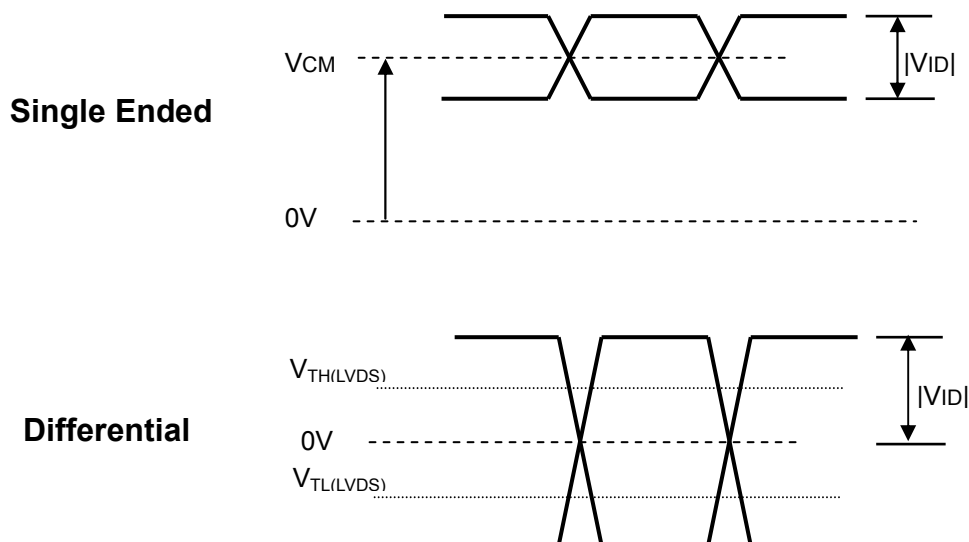 VCM
|VID|
Single Ended
0V
VTH(LVDS)
|VID|
Differential
0V
VTL(LVDS)